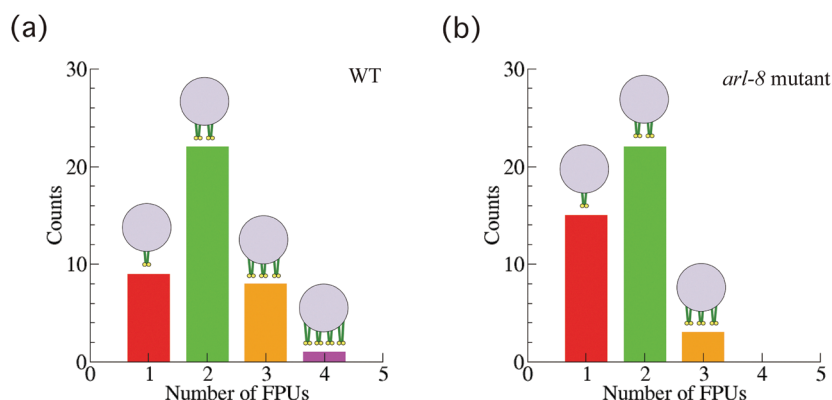 (a)
WT
30
20
10
0
Counts
0 1 2 3 4 5
Number of FPUs
(b)
arl-8 mutant
30
20
10
0
Counts
0 1 2 3 4 5
Number of FPUs